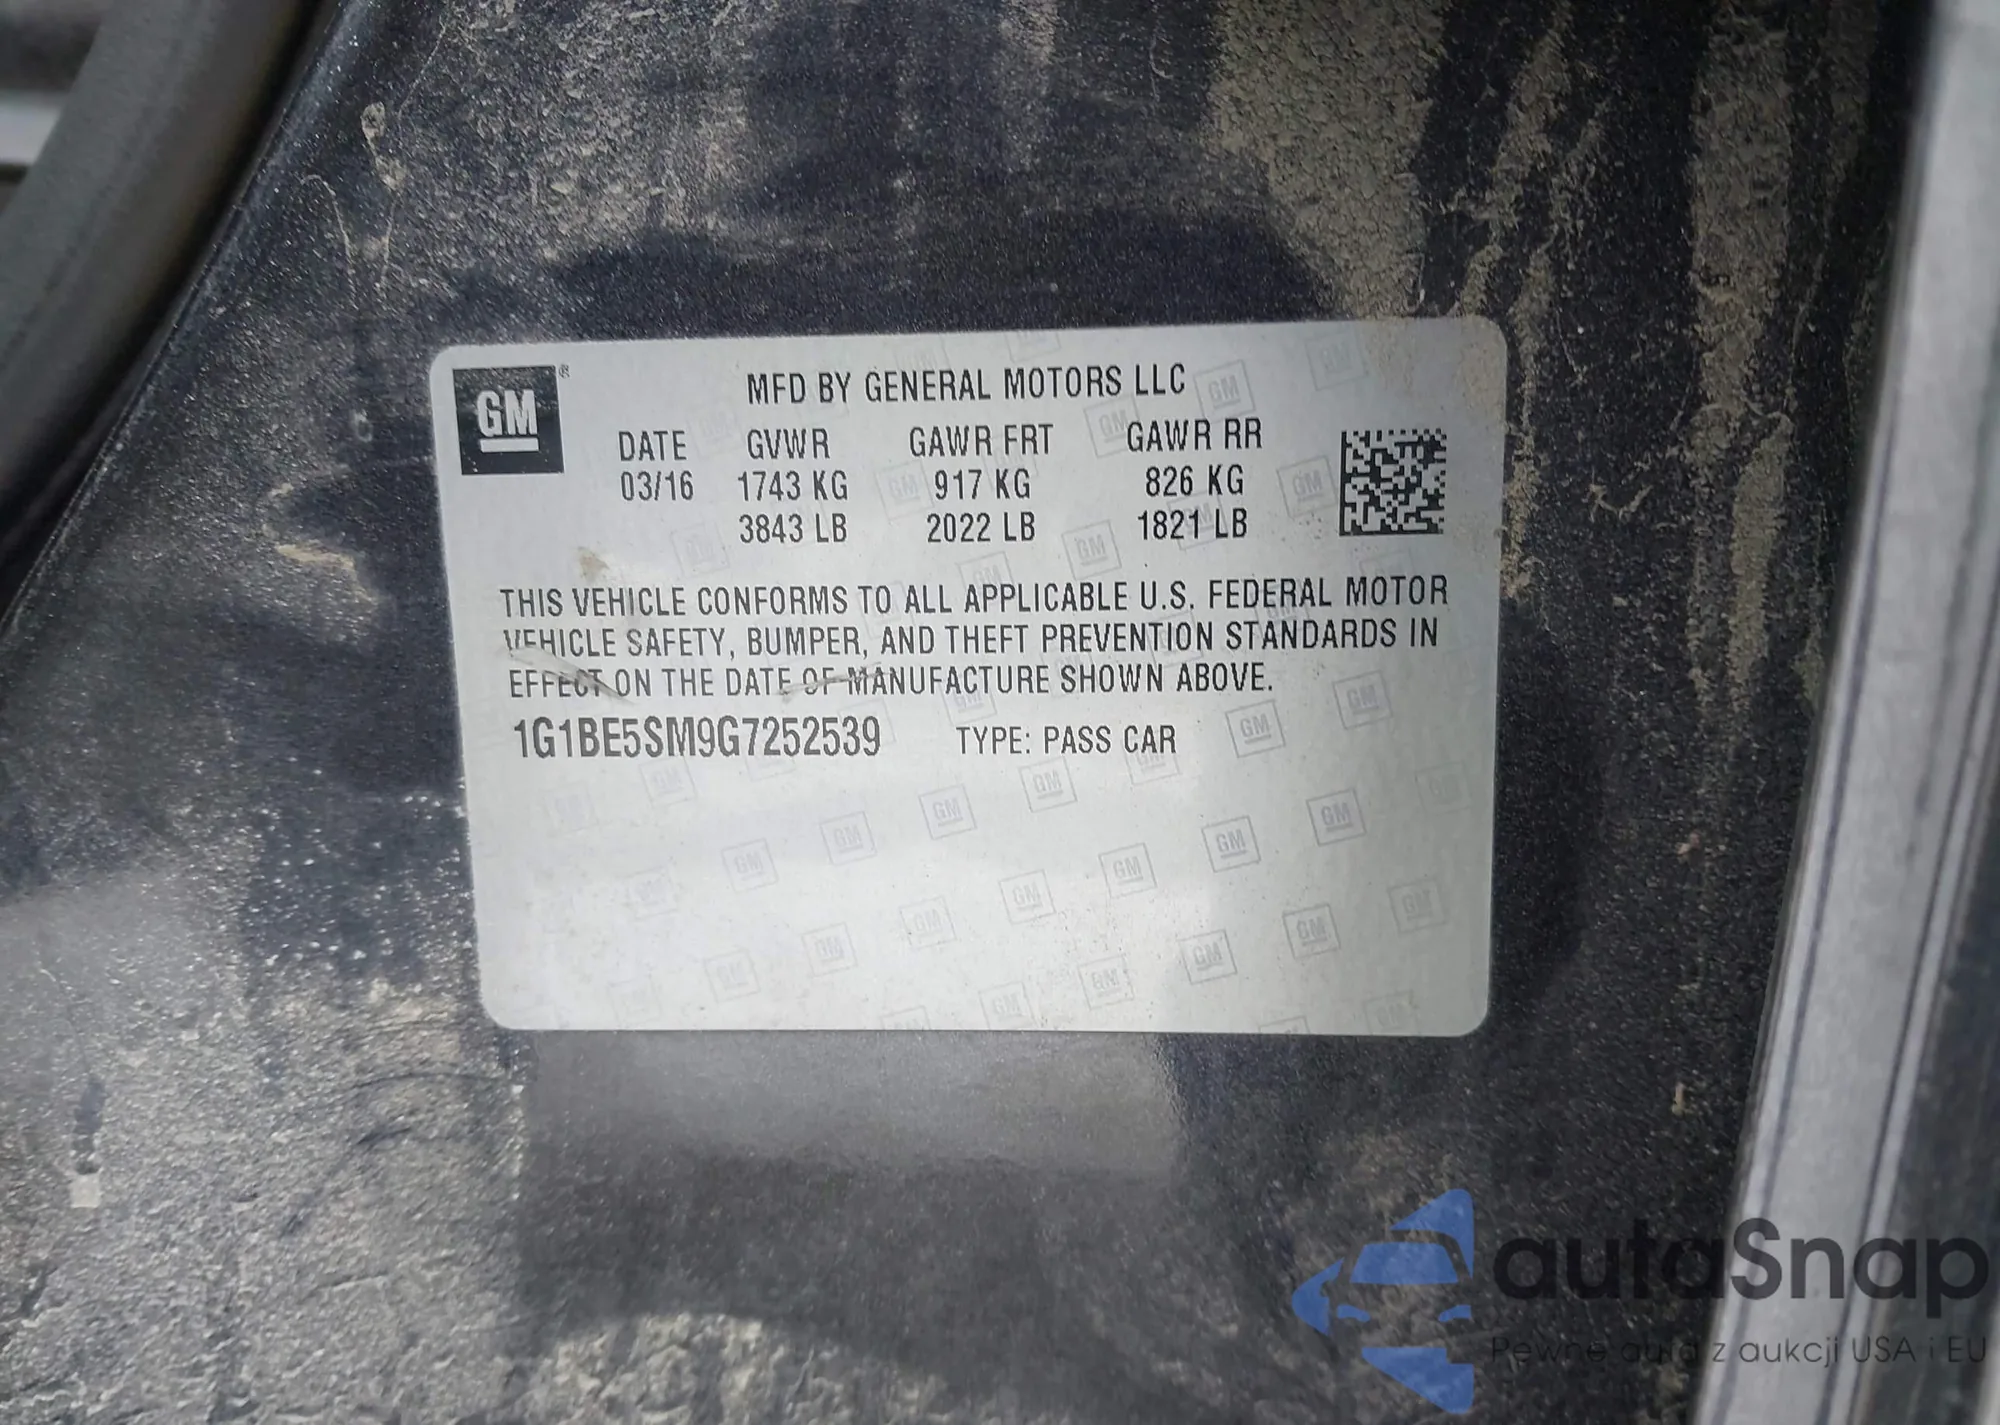 GM®
MFD BY GENERAL MOTORS LLC
DATE GVWR GAWR FRT GAWR RR
03/16 1743 KG 917 KG 826 KG
3843 LB 2022 LB 1821 LB
THIS VEHICLE CONFORMS TO ALL APPLICABLE U.S. FEDERAL MOTOR
VEHICLE SAFETY, BUMPER, AND THEFT PREVENTION STANDARDS IN
EFFECT ON THE DATE OF MANUFACTURE SHOWN ABOVE.
1G1BE5SM9G7252539 TYPE: PASS CAR
autaSnap
Pewne auta z aukcji USA i EU